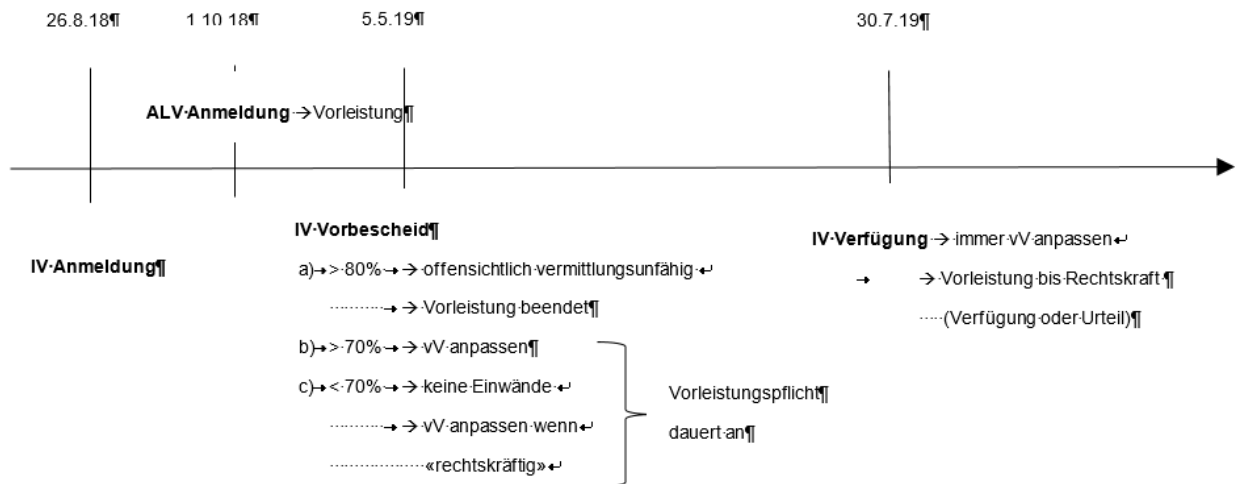 26.8.18¶
1 10 18¶
5.5.19¶
30.7.19¶
ALV·Anmeldung·→Vorleistung¶
IV·Anmeldung¶
IV·Vorbescheid¶
a)→>·80%·→→·offensichtlich·vermittlungsunfähig·↵
··········→→·Vorleistung·beendet¶
b)→>·70%·→→·vV·anpassen¶
c)→<·70%·→→·keine·Einwände·↵
··········→→·vV·anpassen·wenn↵
··················«rechtskräftig»↵
Vorleistungspflicht¶
dauert·an¶
IV·Verfügung·→·immer·vV·anpassen↵
→→·Vorleistung·bis·Rechtskraft·¶
·····(Verfügung·oder·Urteil)¶